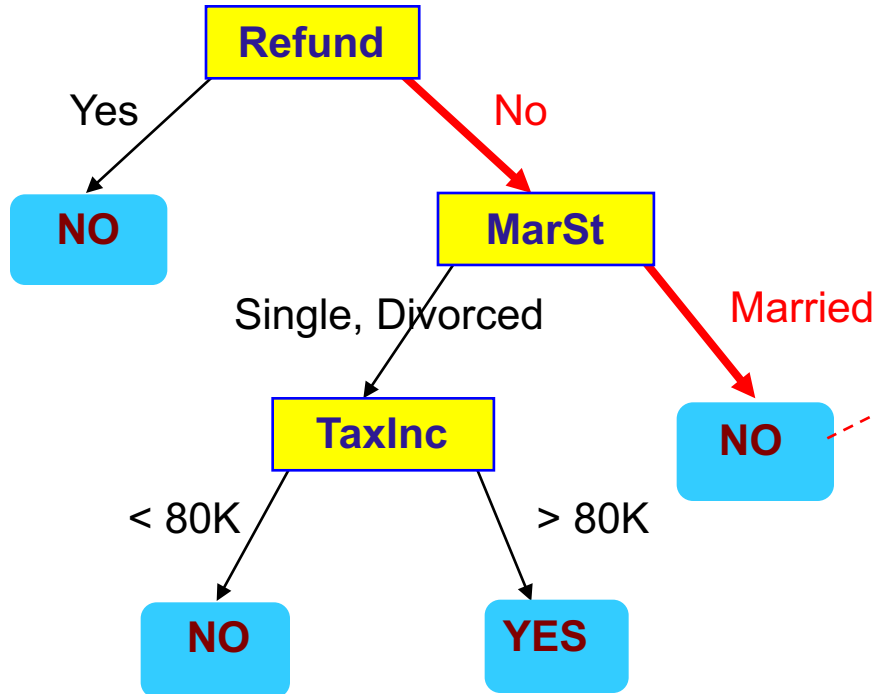 Refund
Yes
No
NO
MarSt
Single, Divorced
Married
TaxInc
NO
< 80K
> 80K
NO
YES